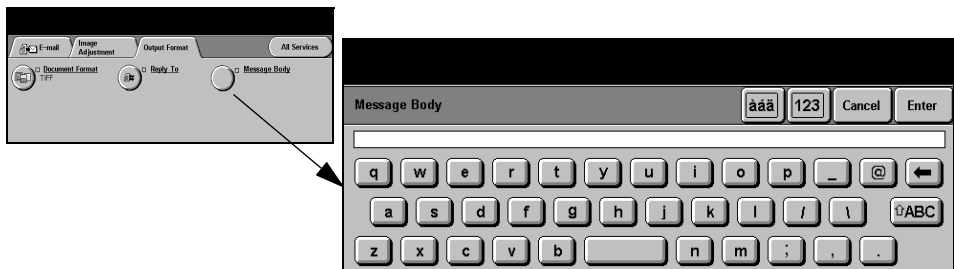 E-mail Image Adjustment Output Format All Services
Document Format Reply To Message Body
TIFF
Message Body àáä 123 Cancel Enter
q w e r t y u i o p _ @ ⬅
a s d f g h j k l / \ ⇧ABC
z x c v b n m ; , .